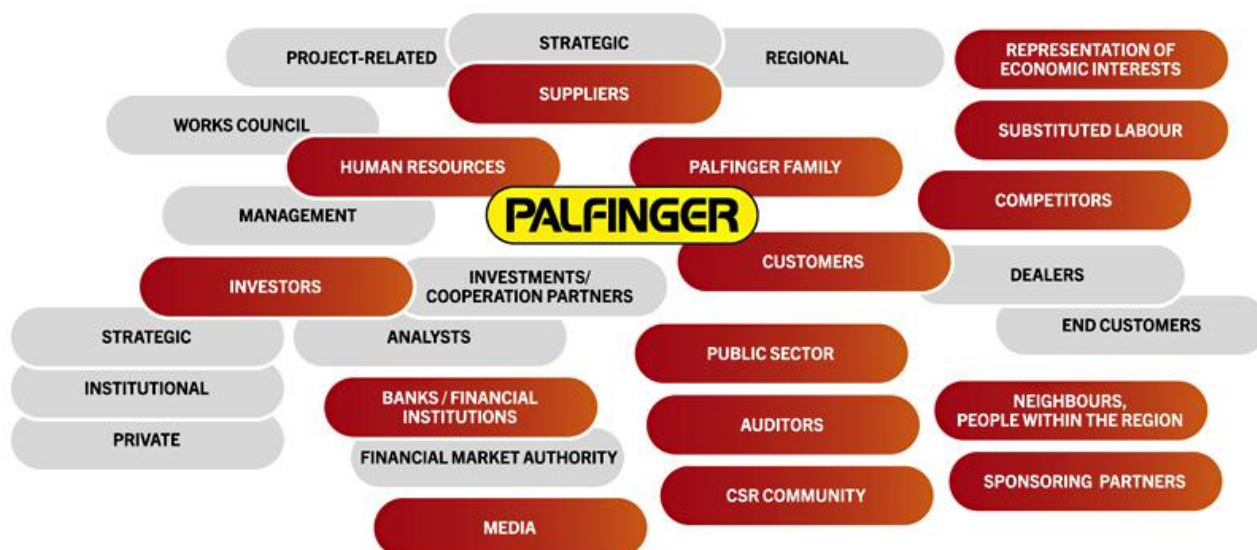 STRATEGIC
PROJECT-RELATED
REGIONAL
SUPPLIERS
REPRESENTATION OF
ECONOMIC INTERESTS
WORKS COUNCIL
SUBSTITUTED LABOUR
HUMAN RESOURCES
PALFINGER FAMILY
MANAGEMENT
PALFINGER
COMPETITORS
INVESTORS
INVESTMENTS/
COOPERATION PARTNERS
CUSTOMERS
DEALERS
END CUSTOMERS
STRATEGIC
ANALYSTS
PUBLIC SECTOR
INSTITUTIONAL
BANKS / FINANCIAL
INSTITUTIONS
NEIGHBOURS,
PEOPLE WITHIN THE REGION
PRIVATE
AUDITORS
FINANCIAL MARKET AUTHORITY
CSR COMMUNITY
SPONSORING PARTNERS
MEDIA